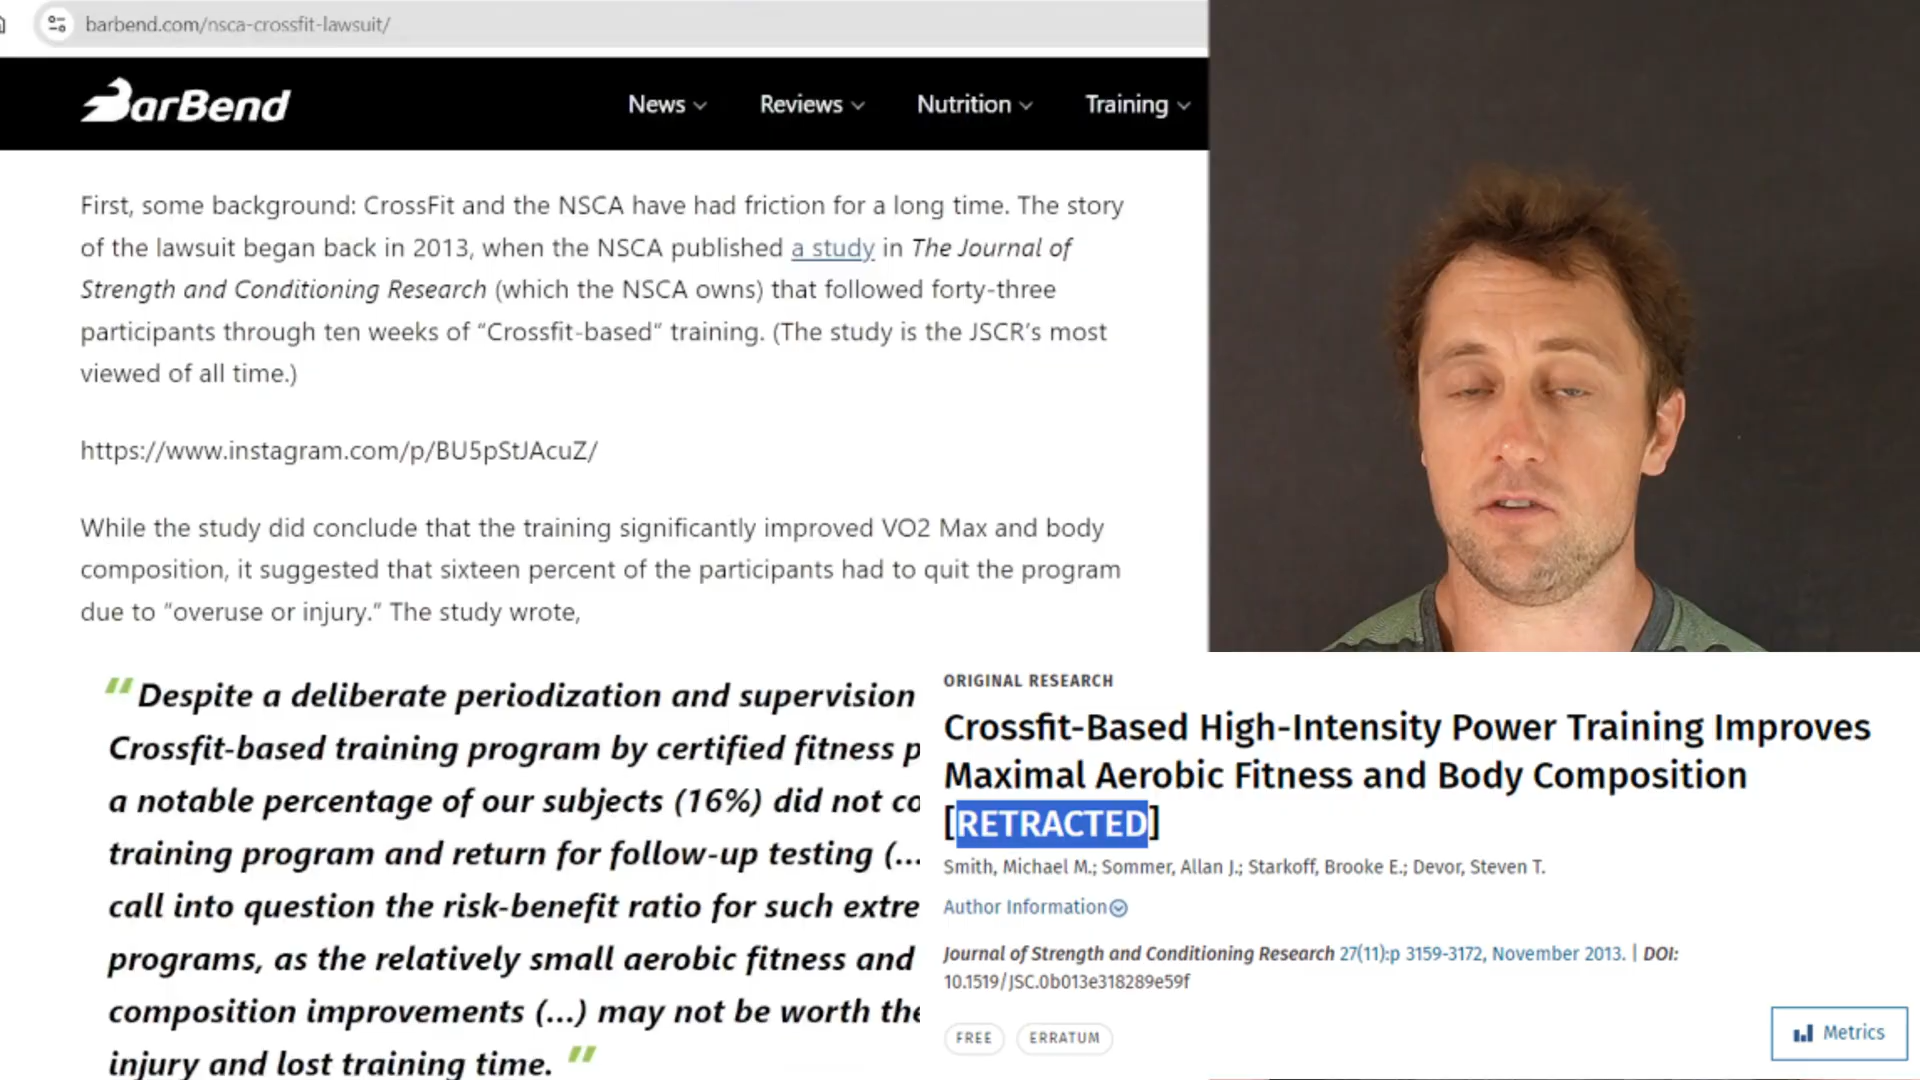 barbend.com/nsca-crossfit-lawsuit/
BarBend
News
Reviews
Nutrition
Training
First, some background: CrossFit and the NSCA have had friction for a long time. The story
of the lawsuit began back in 2013, when the NSCA published a study in The Journal of
Strength and Conditioning Research (which the NSCA owns) that followed forty-three
participants through ten weeks of “Crossfit-based” training. (The study is the JSCR’s most
viewed of all time.)
https://www.instagram.com/p/BU5pStJAcuZ/
While the study did conclude that the training significantly improved VO2 Max and body
composition, it suggested that sixteen percent of the participants had to quit the program
due to “overuse or injury.” The study wrote,
“Despite a deliberate periodization and supervision
Crossfit-based training program by certified fitness p
a notable percentage of our subjects (16%) did not co
training program and return for follow-up testing (...
call into question the risk-benefit ratio for such extre
programs, as the relatively small aerobic fitness and
composition improvements (...) may not be worth the
injury and lost training time. ”
ORIGINAL RESEARCH
Crossfit-Based High-Intensity Power Training Improves
Maximal Aerobic Fitness and Body Composition
[RETRACTED]
Smith, Michael M.; Sommer, Allan J.; Starkoff, Brooke E.; Devor, Steven T.
Author Information
Journal of Strength and Conditioning Research 27(11):p 3159-3172, November 2013. | DOI:
10.1519/JSC.0b013e318289e59f
FREE
ERRATUM
Metrics